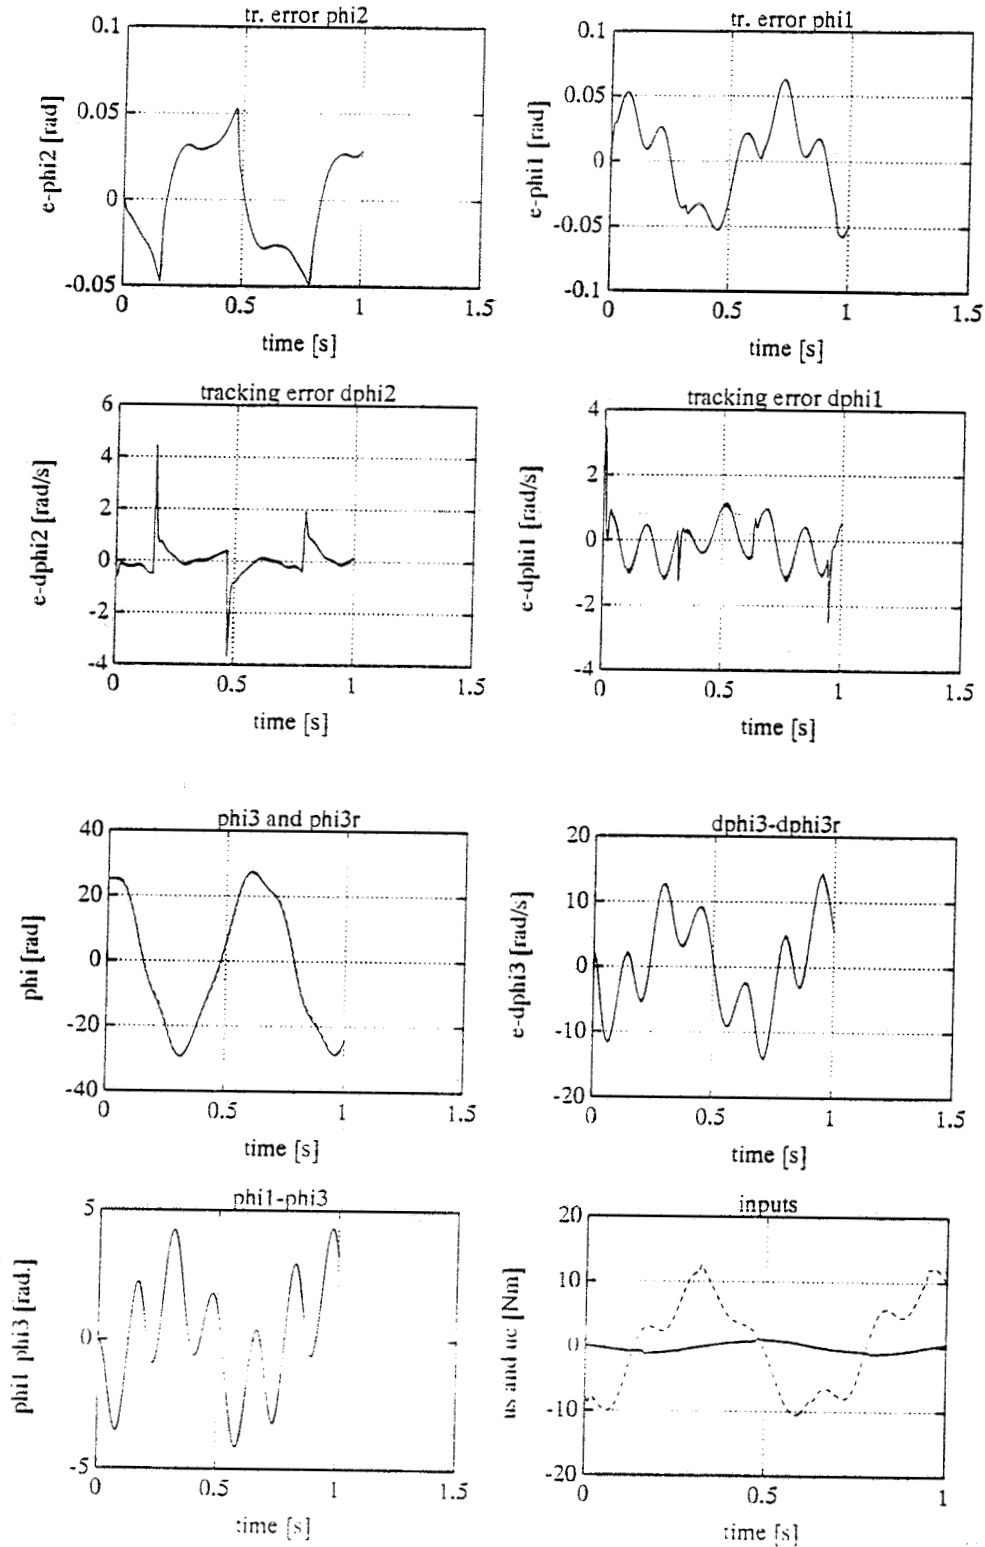 tr. error phi2
0.1
0.05
0
-0.05
e-phi2 [rad]
0 0.5 1 1.5
time [s]
tr. error phi1
0.1
0.05
0
-0.05
-0.1
e-phi1 [rad]
0 0.5 1 1.5
time [s]
tracking error dphi2
6
4
2
0
-2
-4
e-dphi2 [rad/s]
0 0.5 1 1.5
time [s]
tracking error dphi1
4
2
0
-2
-4
e-dphi1 [rad/s]
0 0.5 1 1.5
time [s]
phi3 and phi3r
40
20
0
-20
-40
phi [rad]
0 0.5 1 1.5
time [s]
dphi3-dphi3r
20
10
0
-10
-20
e-dphi3 [rad/s]
0 0.5 1 1.5
time [s]
phi1-phi3
5
0
-5
phi1 phi3 [rad.]
0 0.5 1 1.5
time [s]
inputs
20
10
0
-10
-20
us and uc [Nm]
0 0.5 1
time [s]